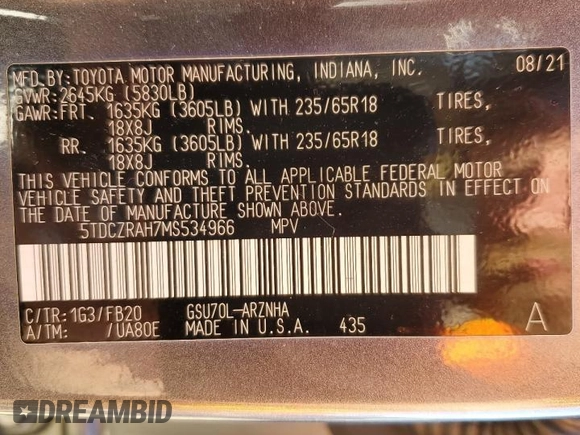 MFD.BY:TOYOTA MOTOR MANUFACTURING, INDIANA, INC. 08/21
GVWR:2645KG (5830LB)
GAWR:FRT. 1635KG (3605LB) WITH 235/65R18 TIRES,
18X8J RIMS.
RR. 1635KG (3605LB) WITH 235/65R18 TIRES,
18X8J RIMS.
THIS VEHICLE CONFORMS TO ALL APPLICABLE FEDERAL MOTOR
VEHICLE SAFETY AND THEFT PREVENTION STANDARDS IN EFFECT ON
THE DATE OF MANUFACTURE SHOWN ABOVE.
5TDCZRAH7MS534966 MPV
C/TR:1G3/FB20 GSU70L-ARZNHA
A/TM: /UA80E MADE IN U.S.A. 435 A
DREAMBID